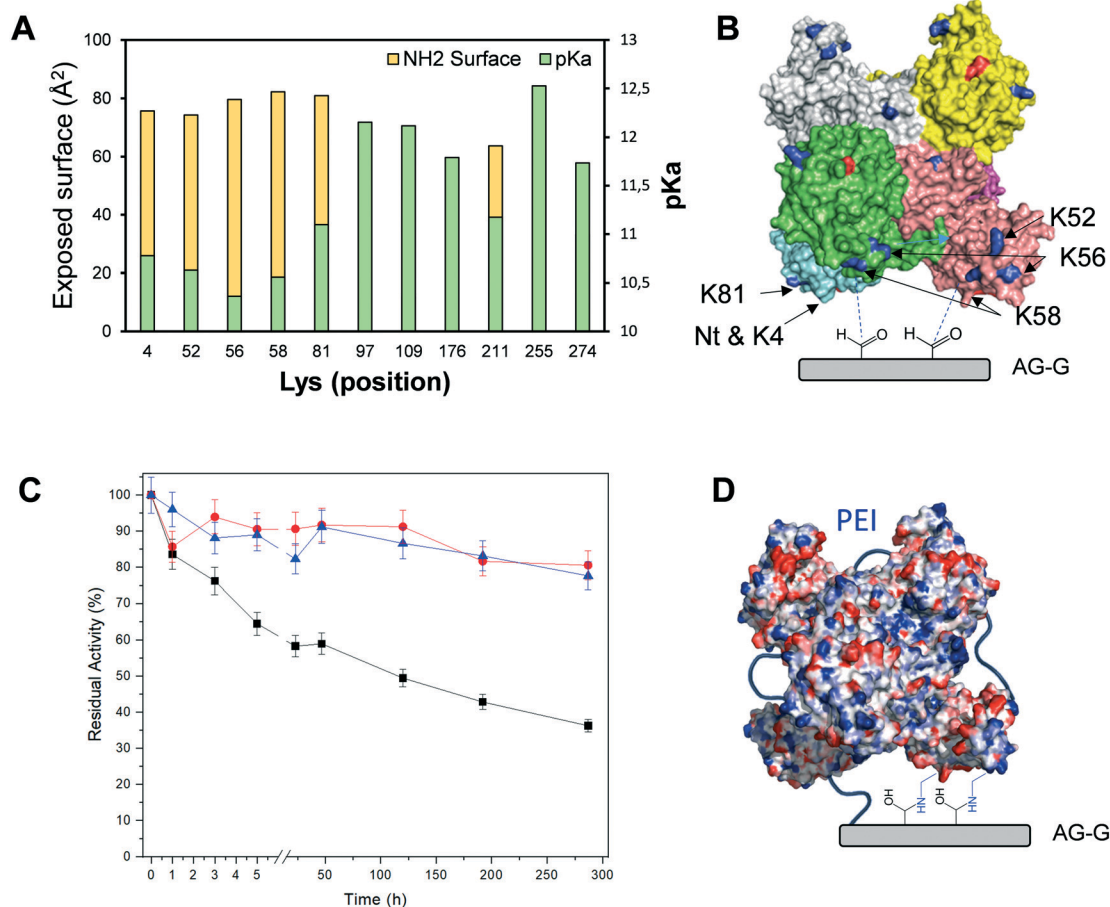 A
NH2 Surface pKa
Exposed surface (Å²)
100
80
60
40
20
0
13
12,5
12
11,5
11
10,5
10
pKa
4 52 56 58 81 97 109 176 211 255 274
Lys (position)
B
K52
K56
K81
K58
Nt & K4
H O H O
AG-G
C
Residual Activity (%)
100
90
80
70
60
50
40
30
20
10
0
0 1 2 3 4 5 50 100 150 200 250 300
Time (h)
D
PEI
OH NH OH NH
AG-G